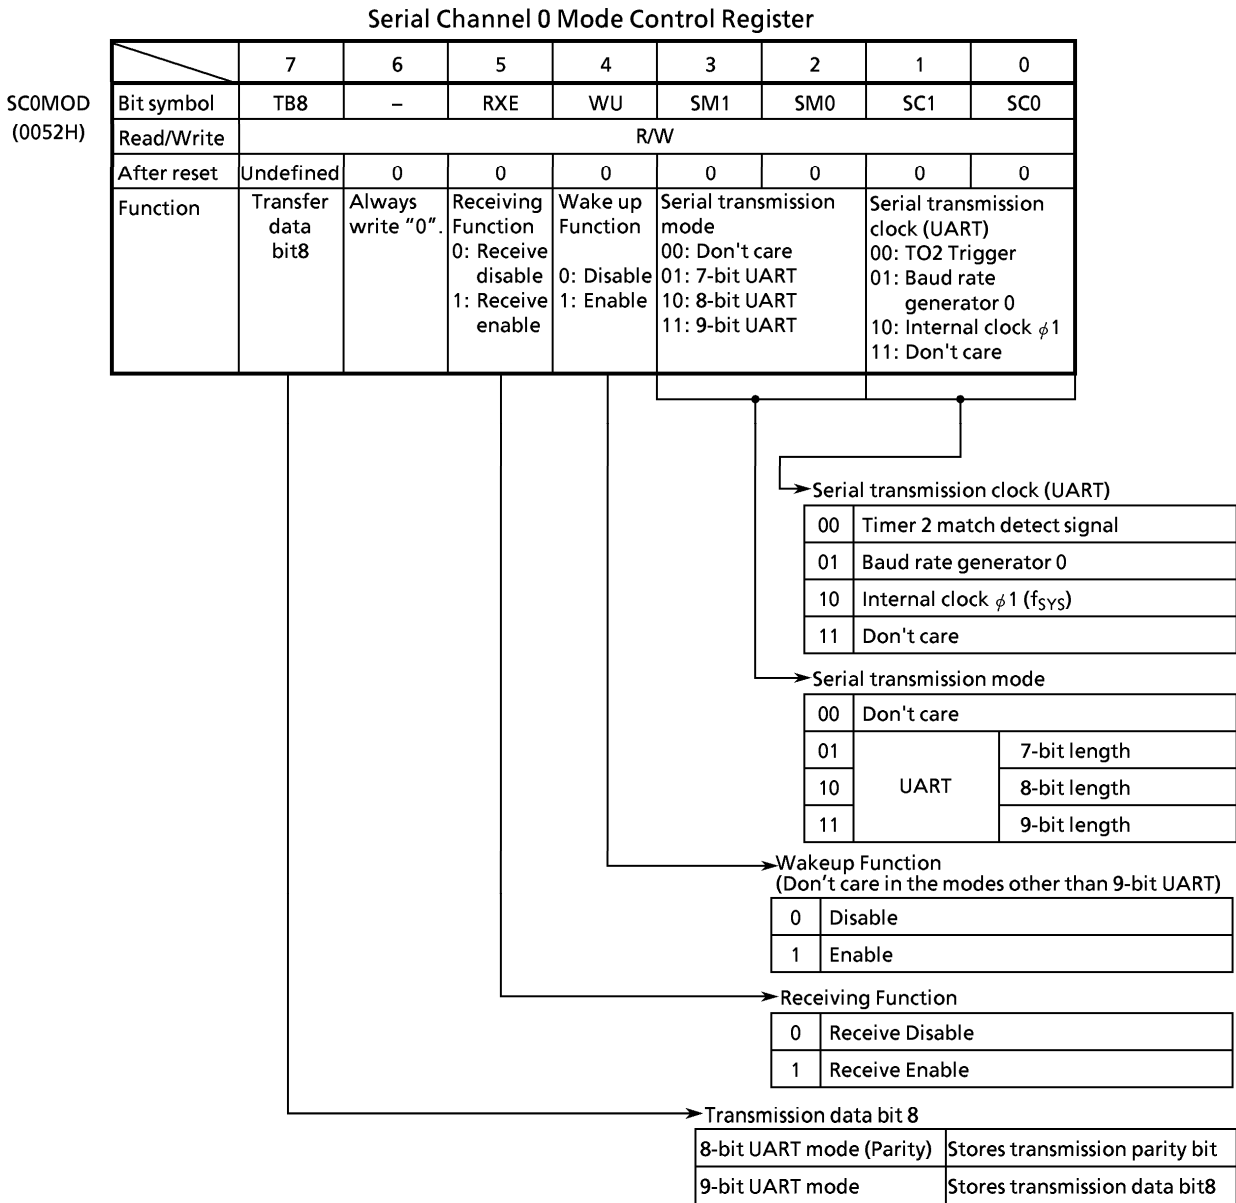 Serial Channel 0 Mode Control Register
7 6 5 4 3 2 1 0
SC0MOD
(0052H)
Bit symbol TB8 – RXE WU SM1 SM0 SC1 SC0
Read/Write R/W
After reset Undefined 0 0 0 0 0 0 0
Function
Transfer
data
bit8
Always
write "0".
Receiving
Function
0: Receive
disable
1: Receive
enable
Wake up
Function
0: Disable
1: Enable
Serial transmission
mode
00: Don't care
01: 7-bit UART
10: 8-bit UART
11: 9-bit UART
Serial transmission
clock (UART)
00: TO2 Trigger
01: Baud rate
generator 0
10: Internal clock ϕ1
11: Don't care
Serial transmission clock (UART)
00 Timer 2 match detect signal
01 Baud rate generator 0
10 Internal clock ϕ1 (fSYS)
11 Don't care
Serial transmission mode
00 Don't care
01 UART 7-bit length
10 8-bit length
11 9-bit length
Wakeup Function
(Don't care in the modes other than 9-bit UART)
0 Disable
1 Enable
Receiving Function
0 Receive Disable
1 Receive Enable
Transmission data bit 8
8-bit UART mode (Parity) Stores transmission parity bit
9-bit UART mode Stores transmission data bit8